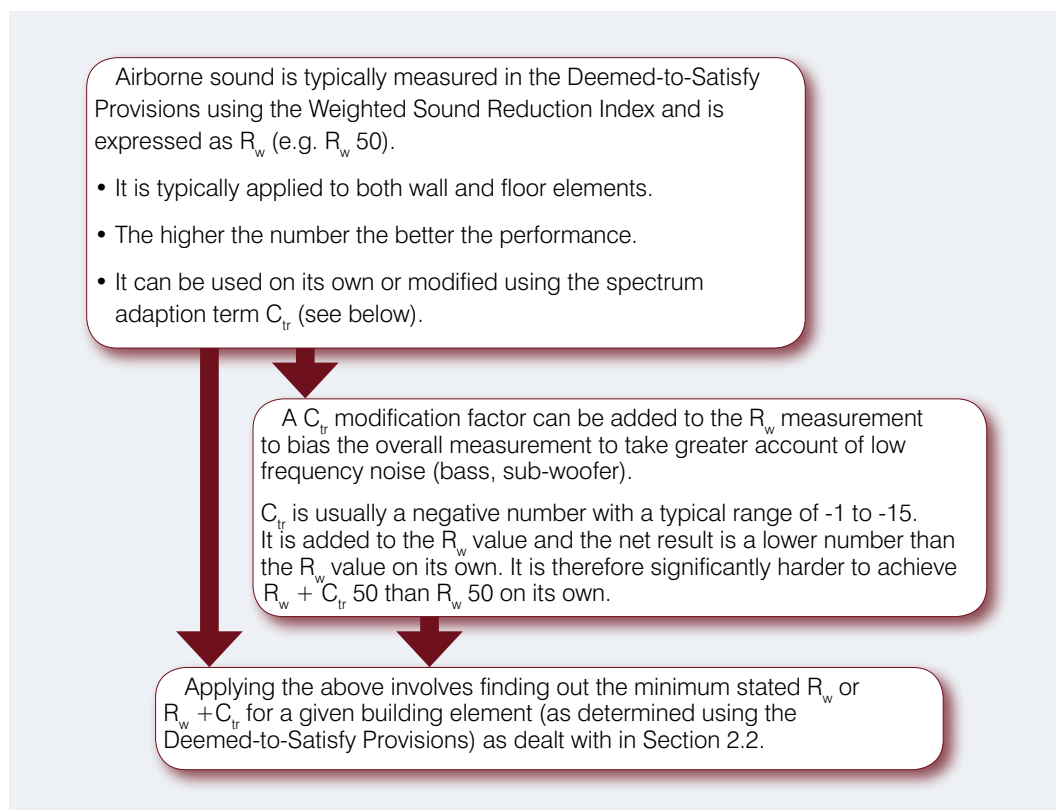 Airborne sound is typically measured in the Deemed-to-Satisfy
Provisions using the Weighted Sound Reduction Index and is
expressed as Rw (e.g. Rw 50).
• It is typically applied to both wall and floor elements.
• The higher the number the better the performance.
• It can be used on its own or modified using the spectrum
adaption term Ctr (see below).
A Ctr modification factor can be added to the Rw measurement
to bias the overall measurement to take greater account of low
frequency noise (bass, sub-woofer).
Ctr is usually a negative number with a typical range of -1 to -15.
It is added to the Rw value and the net result is a lower number than
the Rw value on its own. It is therefore significantly harder to achieve
Rw + Ctr 50 than Rw 50 on its own.
Applying the above involves finding out the minimum stated Rw or
Rw +Ctr for a given building element (as determined using the
Deemed-to-Satisfy Provisions) as dealt with in Section 2.2.